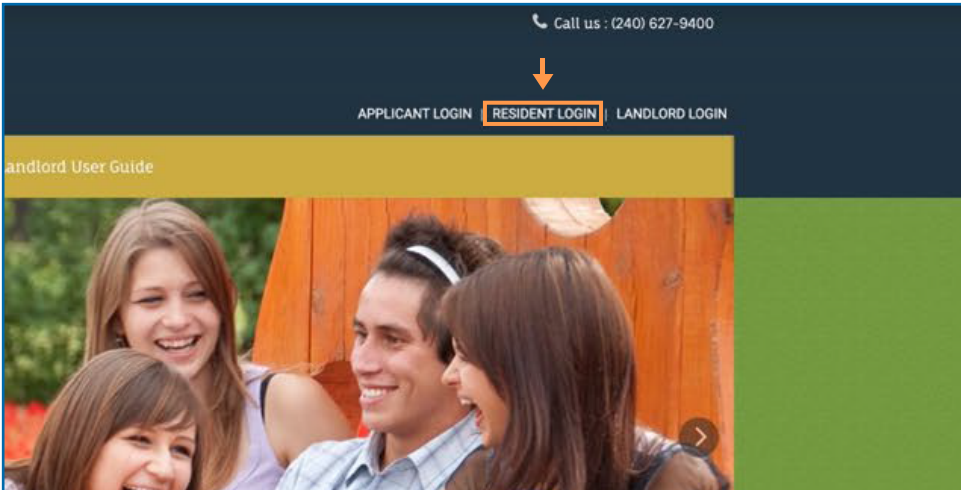 Call us : (240) 627-9400
APPLICANT LOGIN | RESIDENT LOGIN | LANDLORD LOGIN
andlord User Guide